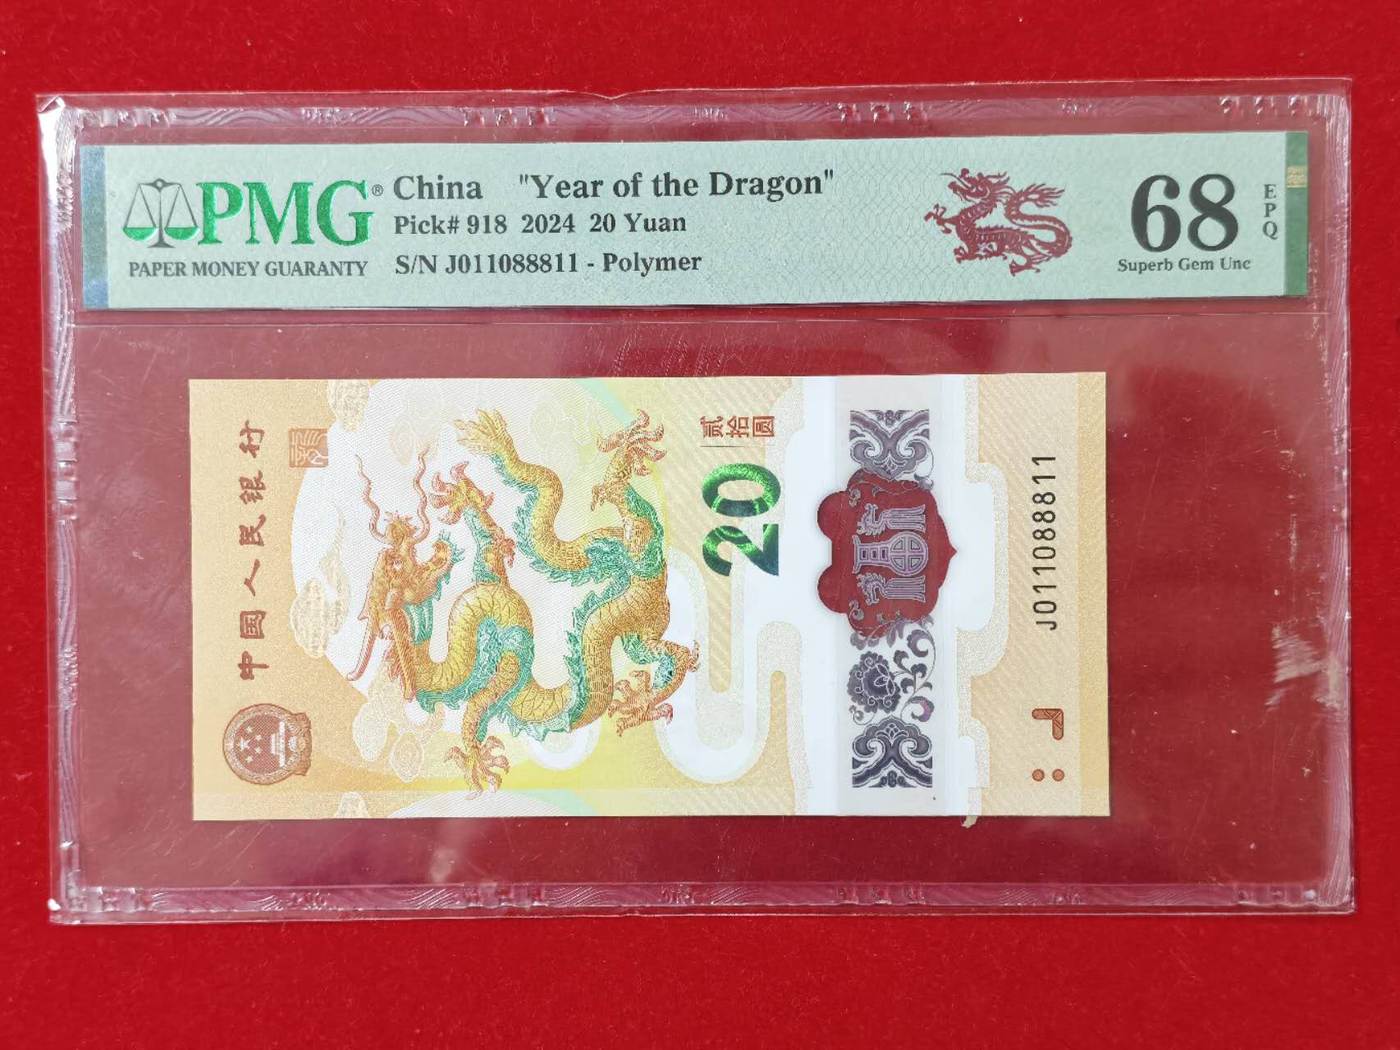 PMG®
PAPER MONEY GUARANTY
China "Year of the Dragon"
Pick# 918 2024 20 Yuan
S/N J011088811 - Polymer
68
EPQ
Superb Gem Unc
中国人民银行
贰拾圆
20
J011088811